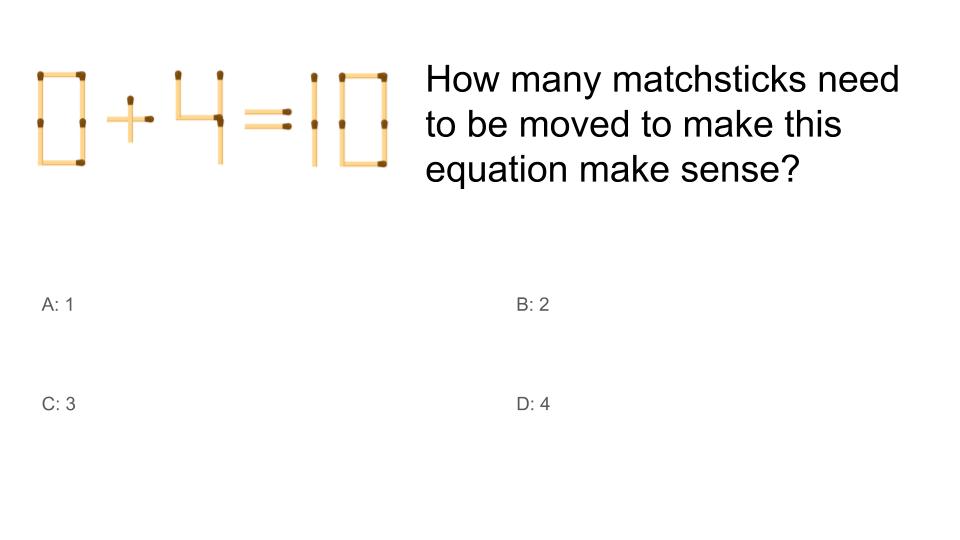 0 + 4 = 10
How many matchsticks need
to be moved to make this
equation make sense?
A: 1
B: 2
C: 3
D: 4